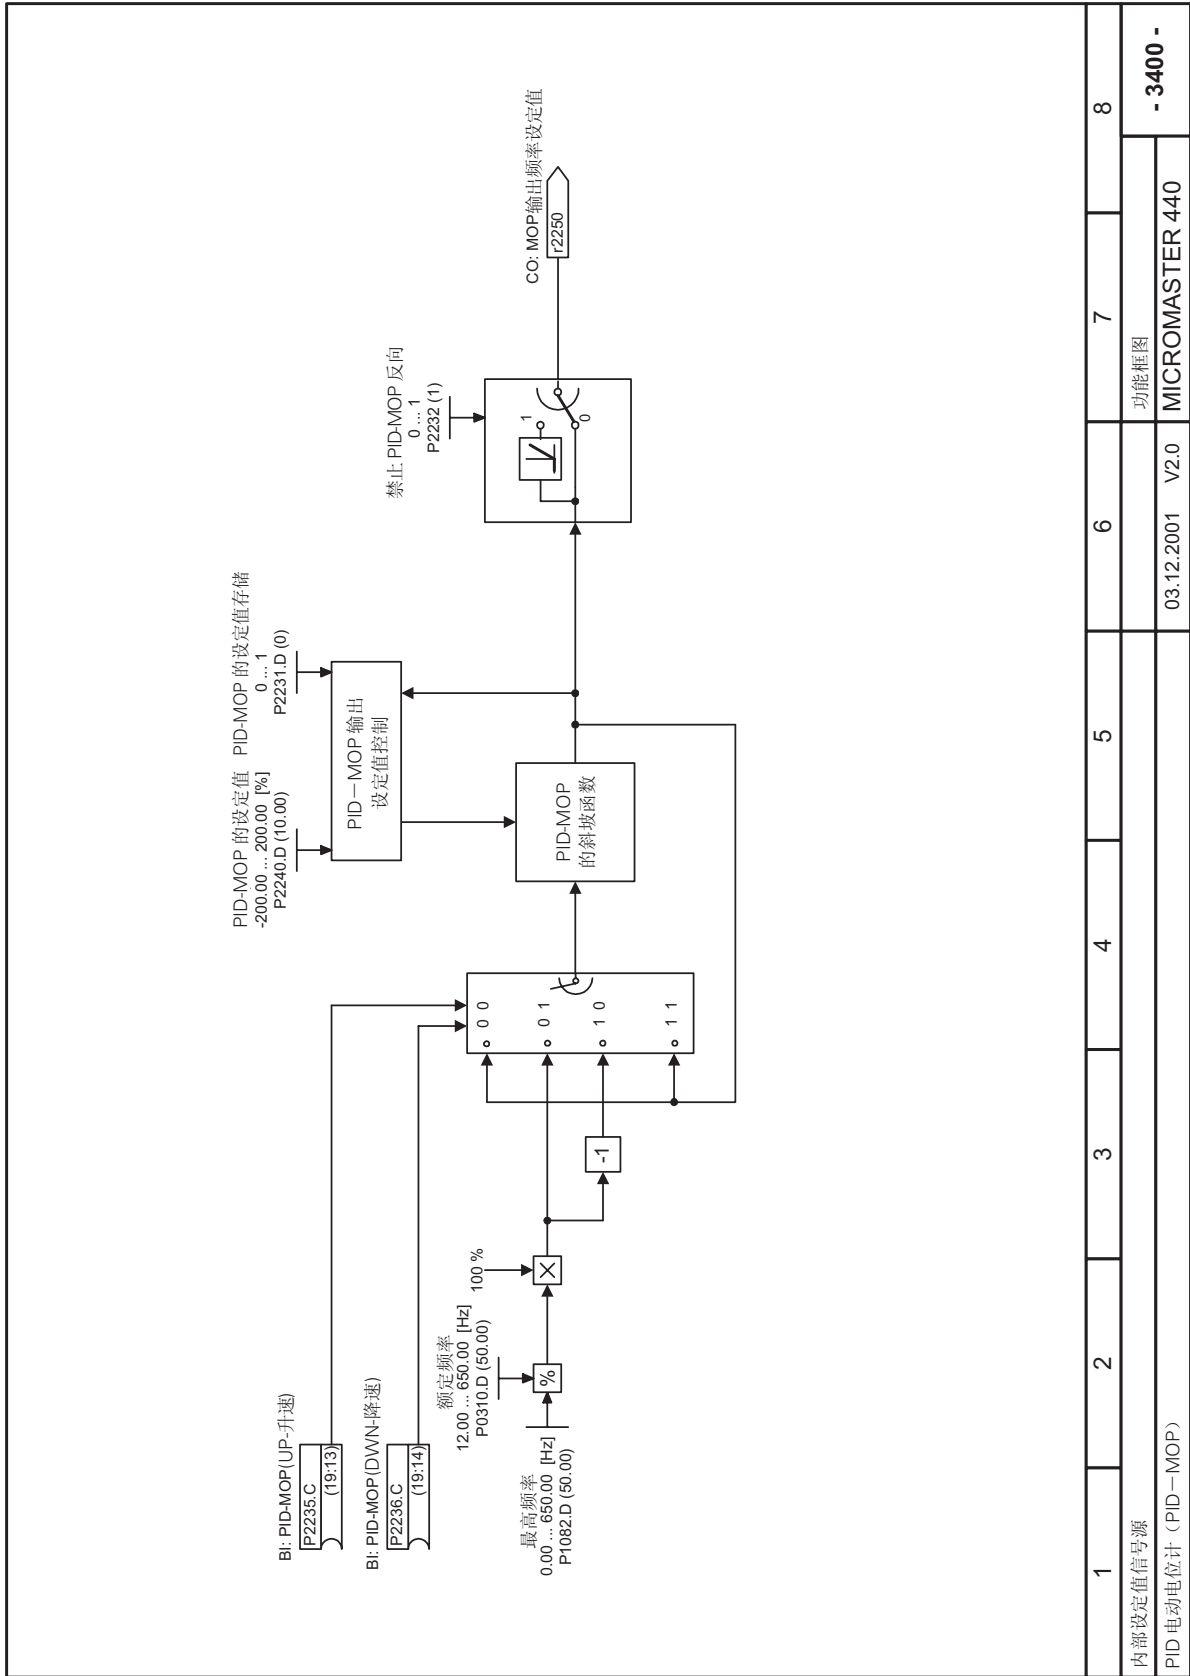 BI: PID-MOP(UP-升速)
P2235.C
(19:13)
BI: PID-MOP(DWN-降速)
P2236.C
(19:14)
最高频率
0.00 ... 650.00 [Hz]
P1082.D (50.00)
额定频率
12.00 ... 650.00 [Hz]
P0310.D (50.00)
%
100 %
X
-1
0 0
0 1
1 0
1 1
PID-MOP 的设定值
-200.00 ... 200.00 [%]
P2240.D (10.00)
PID-MOP 的设定值存储
0 ... 1
P2231.D (0)
PID－MOP 输出
设定值控制
PID-MOP
的斜坡函数
禁止 PID-MOP 反向
0 ... 1
P2232 (1)
1
0
CO: MOP输出频率设定值
r2250
1 2 3 4 5 6 7 8
内部设定值信号源
PID 电动电位计（PID－MOP）
03.12.2001 V2.0
功能框图
MICROMASTER 440
- 3400 -